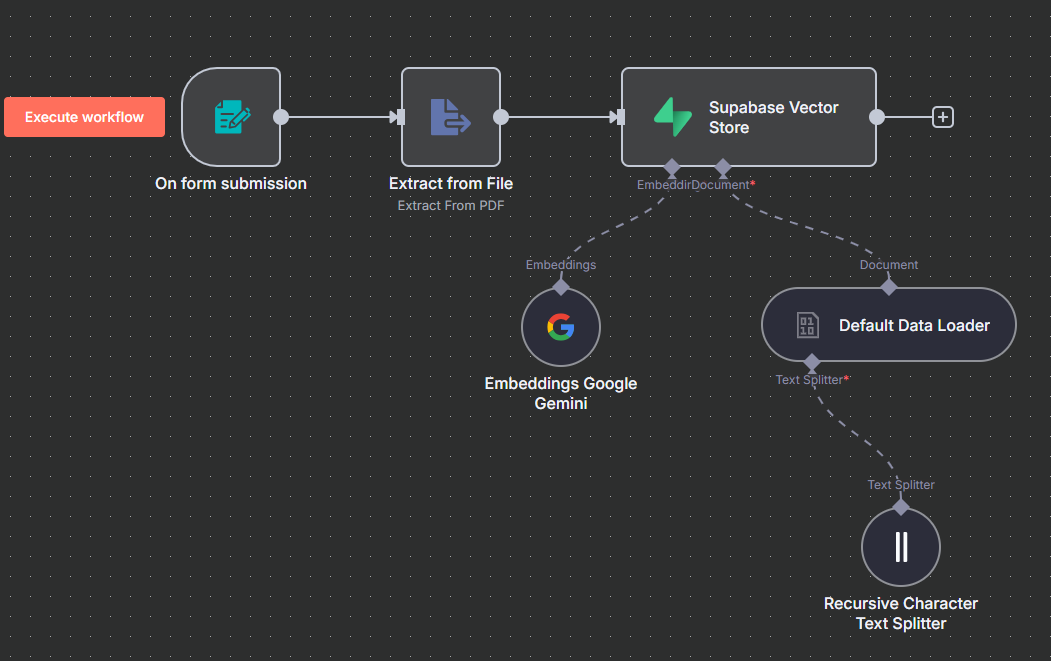 Execute workflow
On form submission
Extract from File
Extract From PDF
Supabase Vector
Store
EmbeddirDocument*
Embeddings
Document
Embeddings Google
Gemini
Default Data Loader
Text Splitter*
Text Splitter
Recursive Character
Text Splitter